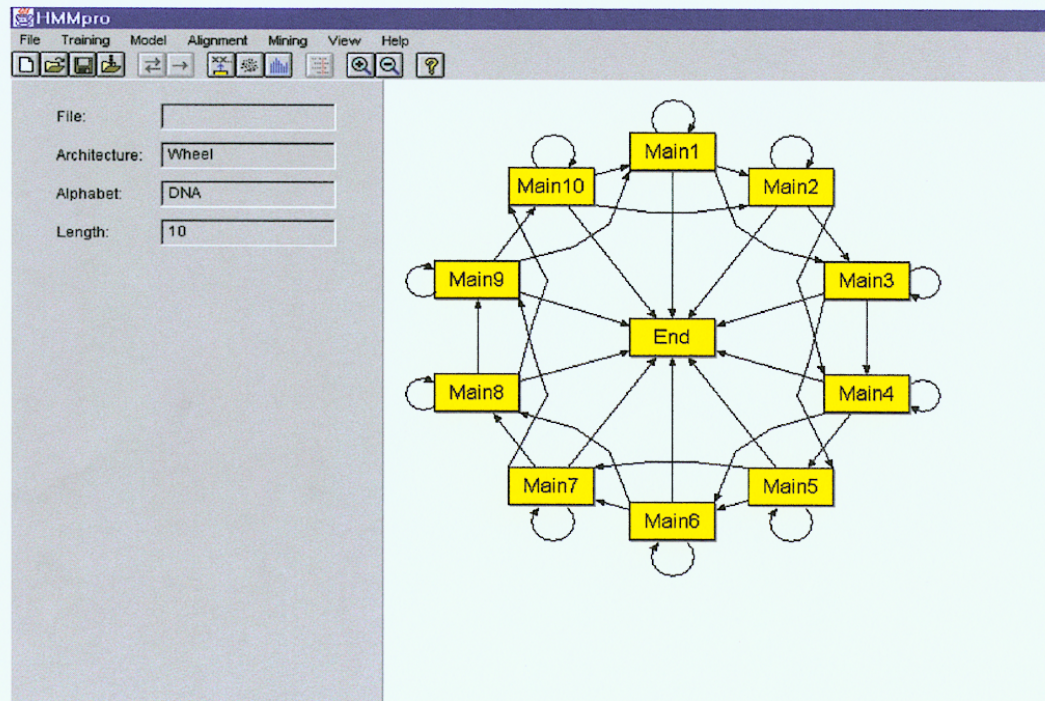 HMMpro
File Training Model Alignment Mining View Help
File:
Architecture: Wheel
Alphabet: DNA
Length: 10
Main1
Main10 Main2
Main9 Main3
End
Main8 Main4
Main7 Main5
Main6